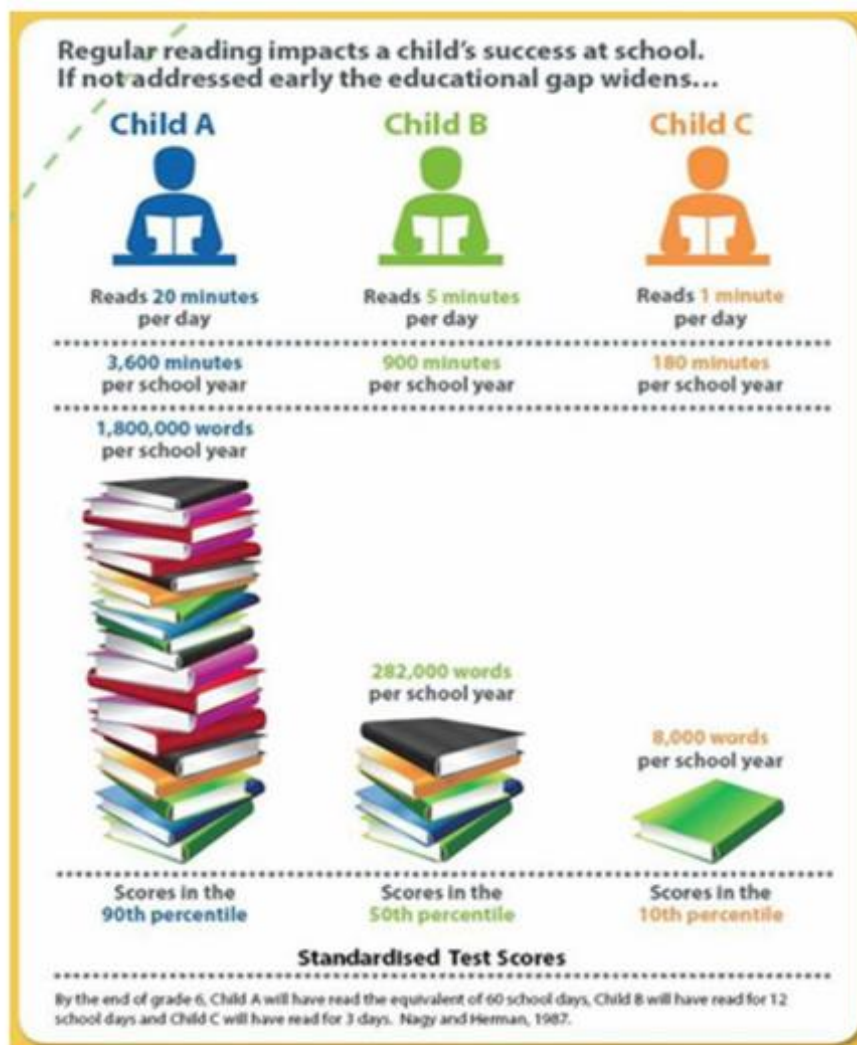 Regular reading impacts a child's success at school.
If not addressed early the educational gap widens...
Child A
Child B
Child C
Reads 20 minutes
per day
Reads 5 minutes
per day
Reads 1 minute
per day
3,600 minutes
per school year
900 minutes
per school year
180 minutes
per school year
1,800,000 words
per school year
282,000 words
per school year
8,000 words
per school year
Scores in the
90th percentile
Scores in the
50th percentile
Scores in the
10th percentile
Standardised Test Scores
By the end of grade 6, Child A will have read the equivalent of 60 school days, Child B will have read for 12
school days and Child C will have read for 3 days. Nagy and Herman, 1987.